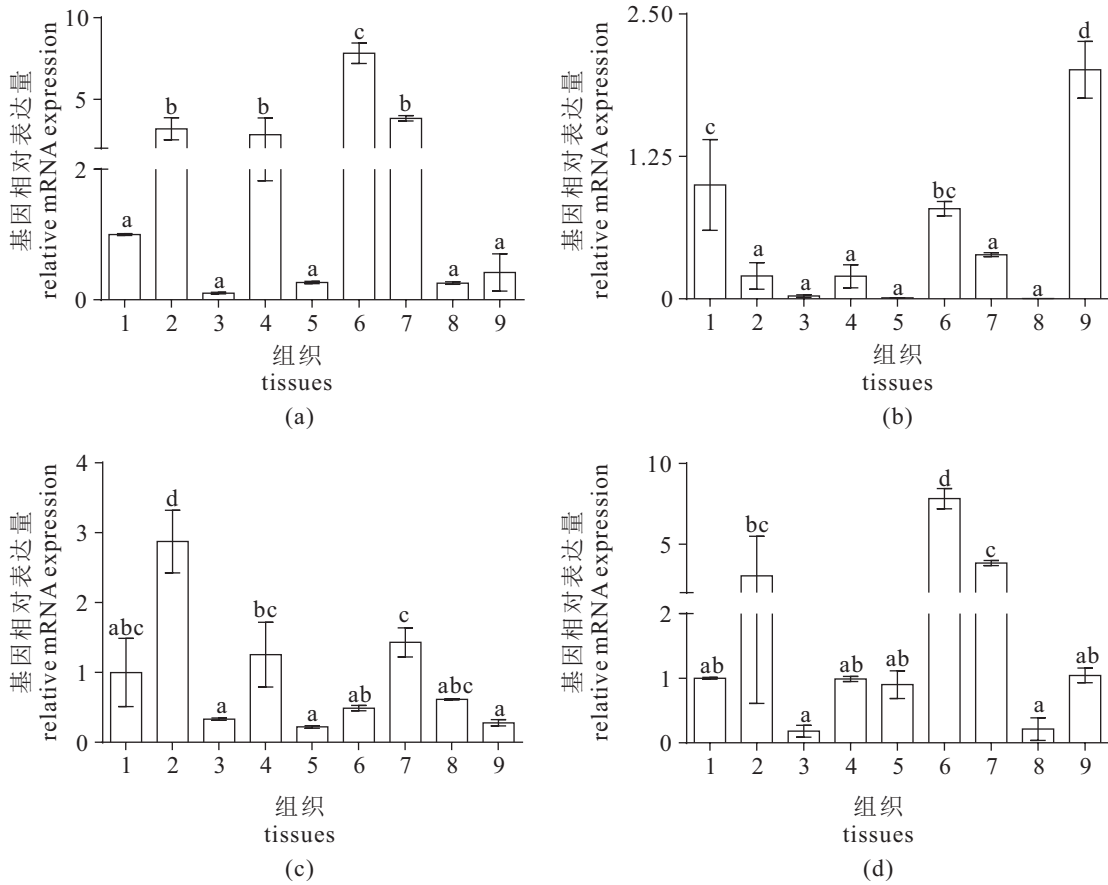 10
5
2
1
0
基因相对表达量
relative mRNA expression
a
b
a
b
a
c
b
a
a
1 2 3 4 5 6 7 8 9
组织
tissues
(a)
2.50
1.25
0
基因相对表达量
relative mRNA expression
c
a
a
a
a
bc
a
a
d
1 2 3 4 5 6 7 8 9
组织
tissues
(b)
4
3
2
1
0
基因相对表达量
relative mRNA expression
abc
d
a
bc
a
ab
c
abc
a
1 2 3 4 5 6 7 8 9
组织
tissues
(c)
10
5
2
1
0
基因相对表达量
relative mRNA expression
ab
bc
a
ab
ab
d
c
a
ab
1 2 3 4 5 6 7 8 9
组织
tissues
(d)